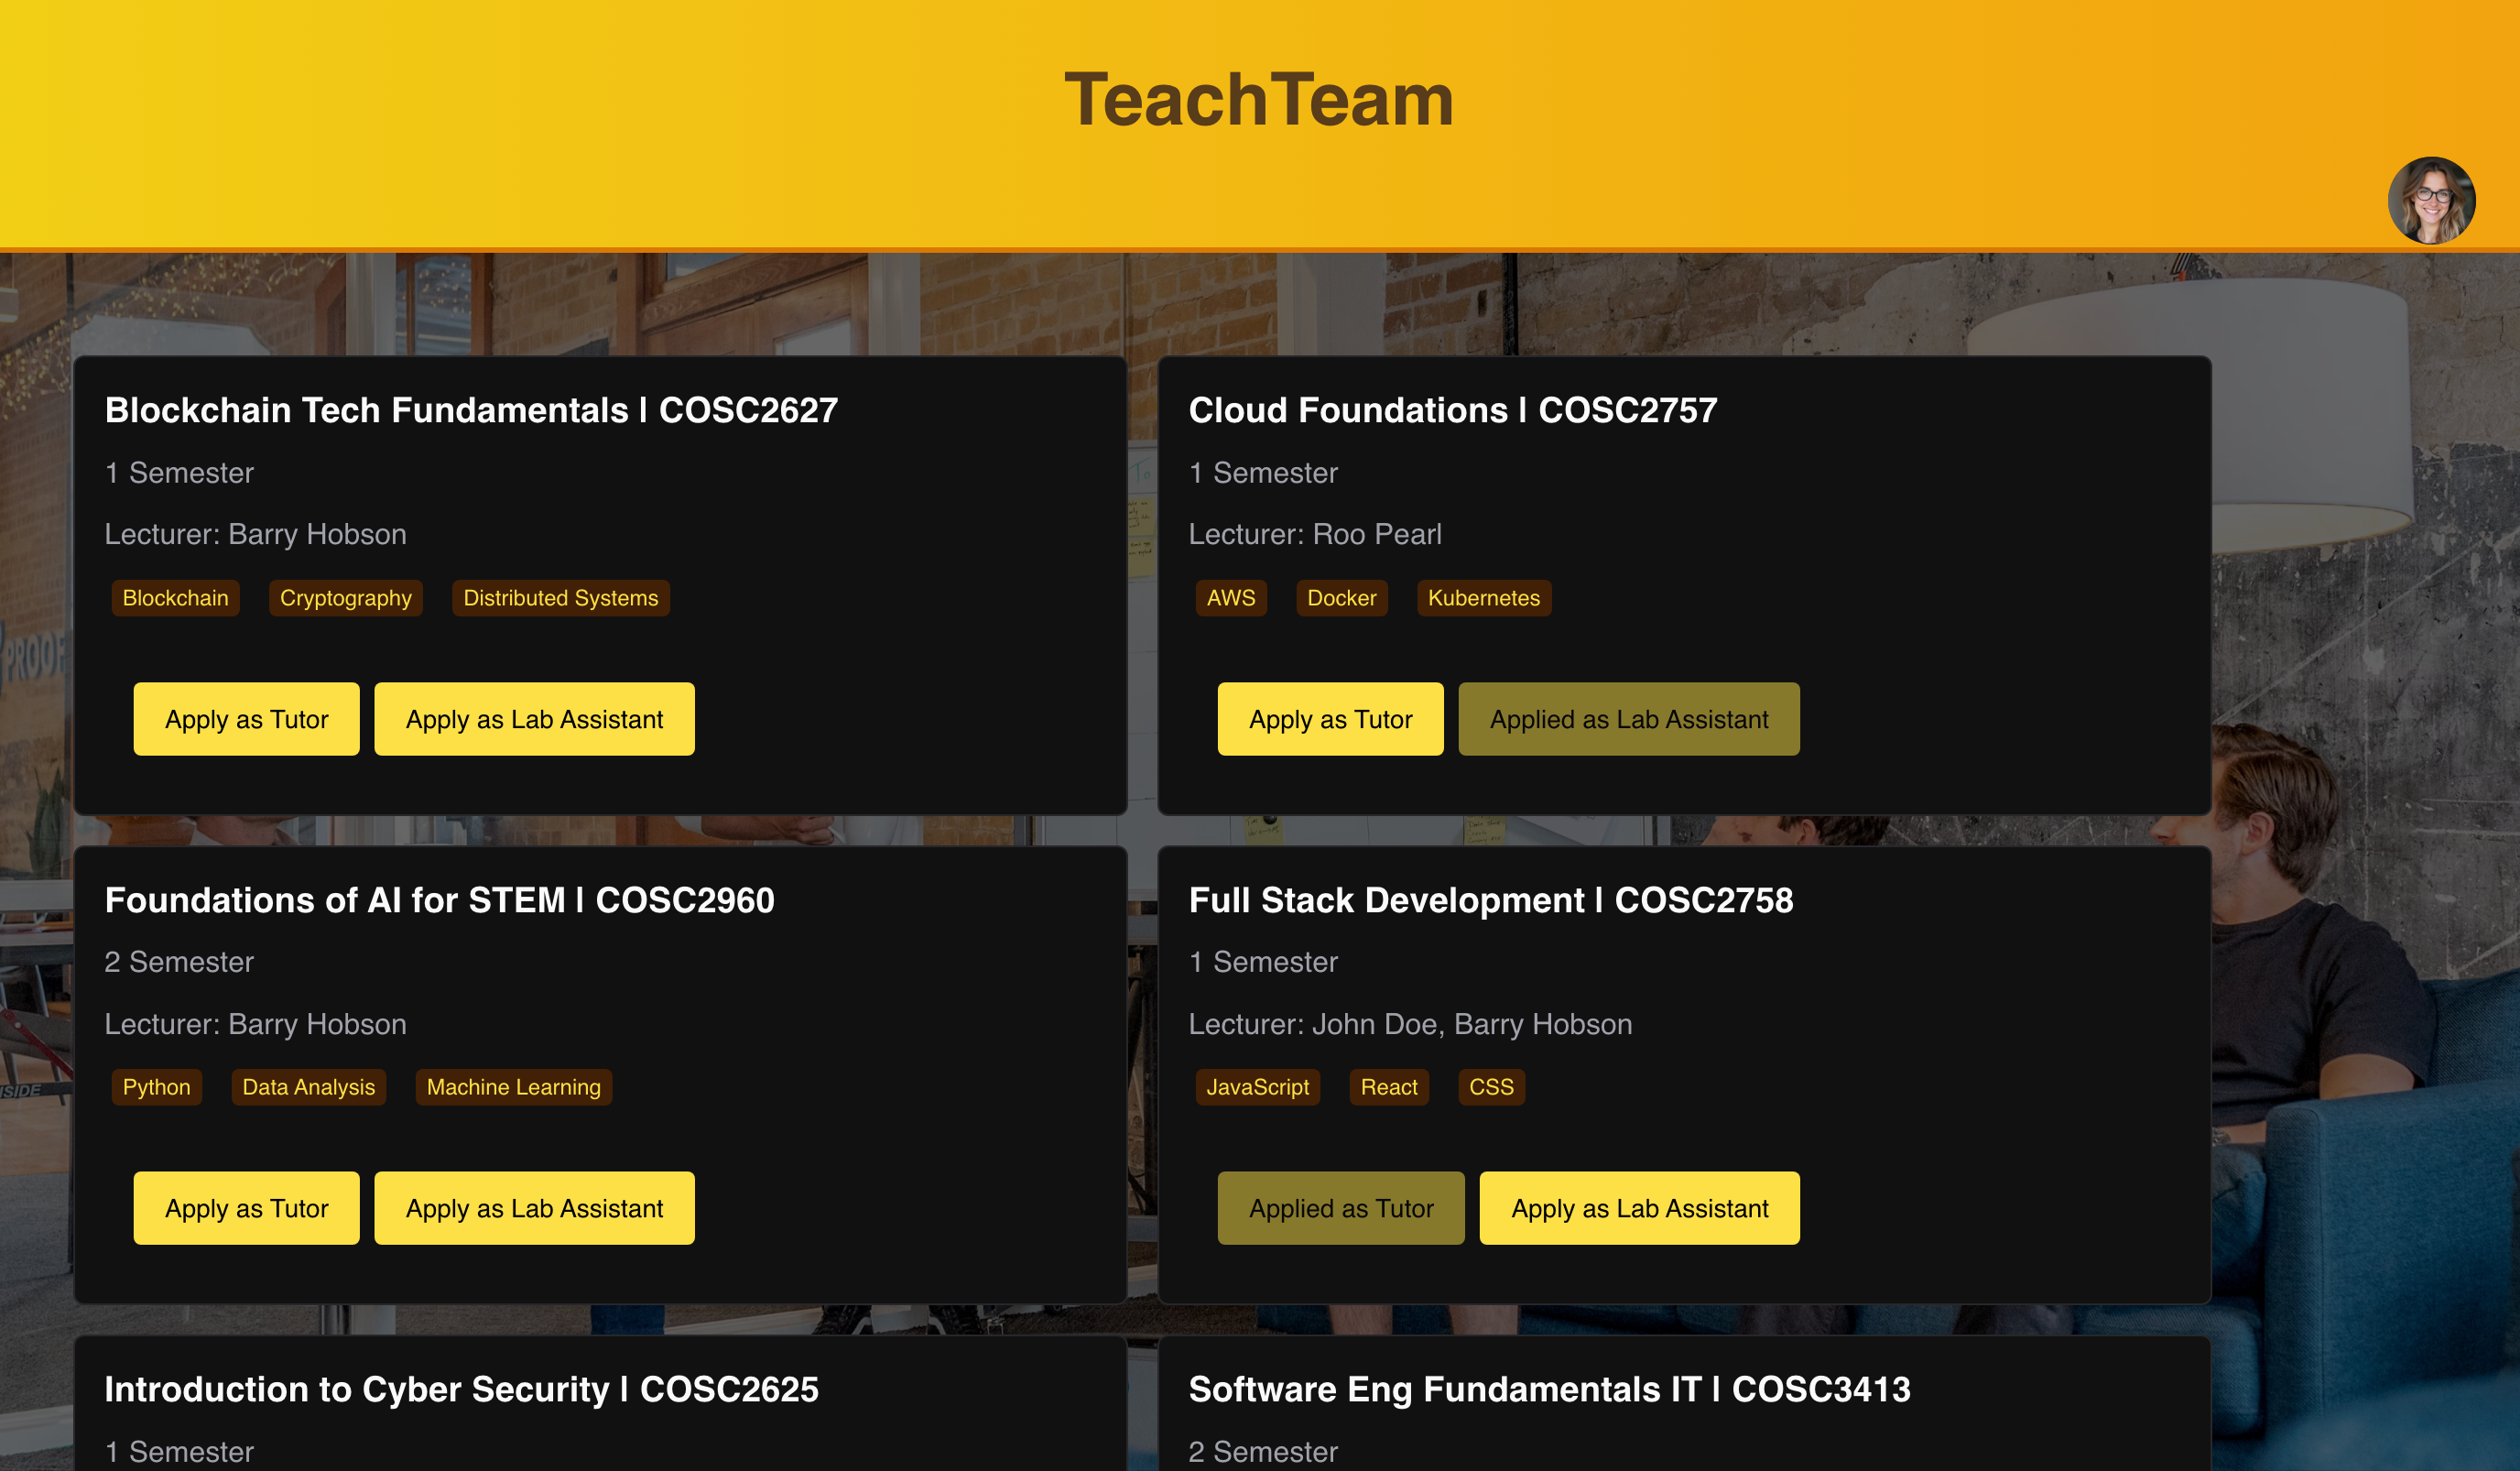 TeachTeam
Blockchain Tech Fundamentals | COSC2627
1 Semester
Lecturer: Barry Hobson
Blockchain Cryptography Distributed Systems
Apply as Tutor Apply as Lab Assistant
Cloud Foundations | COSC2757
1 Semester
Lecturer: Roo Pearl
AWS Docker Kubernetes
Apply as Tutor Applied as Lab Assistant
Foundations of AI for STEM | COSC2960
2 Semester
Lecturer: Barry Hobson
Python Data Analysis Machine Learning
Apply as Tutor Apply as Lab Assistant
Full Stack Development | COSC2758
1 Semester
Lecturer: John Doe, Barry Hobson
JavaScript React CSS
Applied as Tutor Apply as Lab Assistant
Introduction to Cyber Security | COSC2625
1 Semester
Software Eng Fundamentals IT | COSC3413
2 Semester